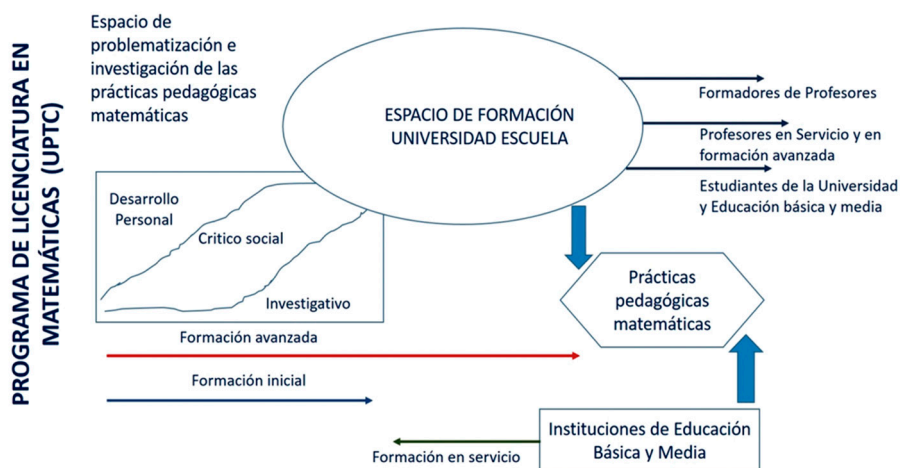 PROGRAMA DE LICENCIATURA EN
MATEMÁTICAS (UPTC)
Espacio de
problematización e
investigación de las
prácticas pedagógicas
matemáticas
ESPACIO DE FORMACIÓN
UNIVERSIDAD ESCUELA
Formadores de Profesores
Profesores en Servicio y en
formación avanzada
Estudiantes de la Universidad
y Educación básica y media
Desarrollo
Personal
Critico social
Investigativo
Prácticas
pedagógicas
matemáticas
Formación avanzada
Formación inicial
Instituciones de Educación
Básica y Media
Formación en servicio